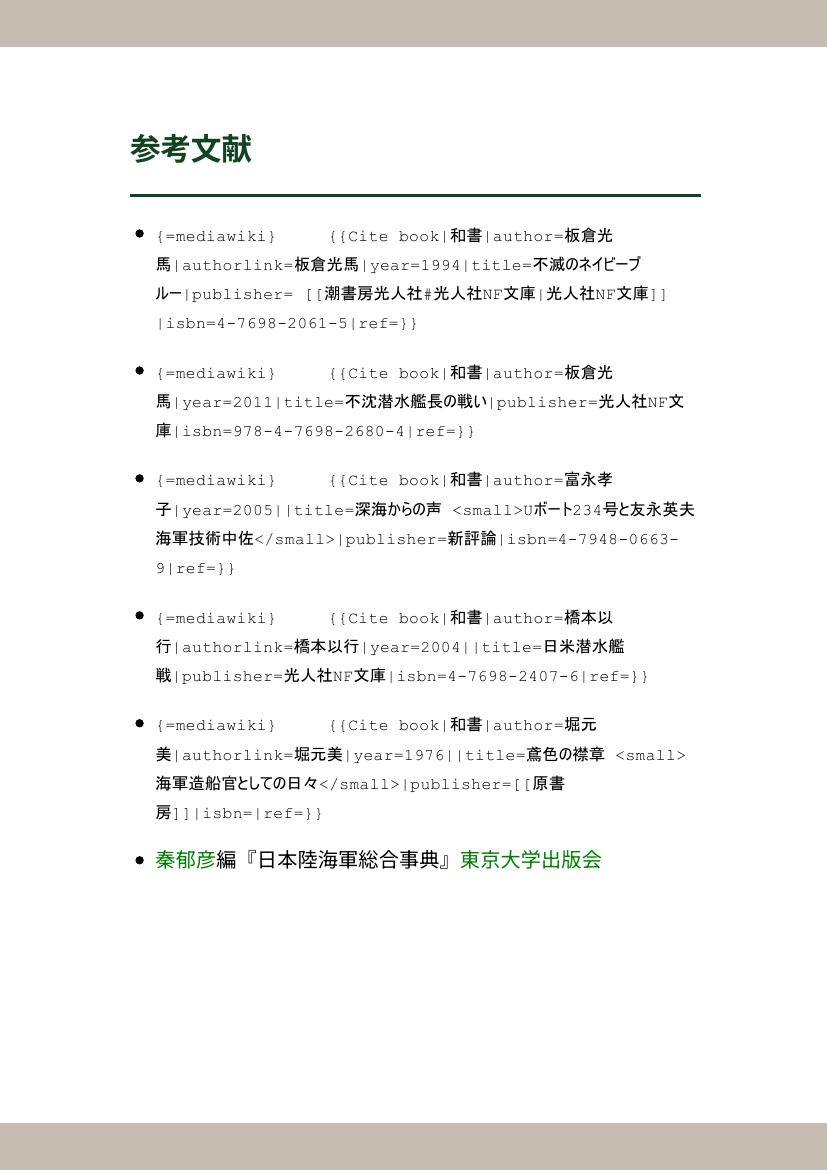 参考文献
{=mediawiki} {{Cite book|和書|author=板倉光
馬|authorlink=板倉光馬|year=1994|title=不滅のネイビーブ
ルー|publisher= [[潮書房光人社#光人社NF文庫|光人社NF文庫]]
|isbn=4-7698-2061-5|ref=}}
{=mediawiki} {{Cite book|和書|author=板倉光
馬|year=2011|title=不沈潜水艦長の戦い|publisher=光人社NF文
庫|isbn=978-4-7698-2680-4|ref=}}
{=mediawiki} {{Cite book|和書|author=富永孝
子|year=2005||title=深海からの声 <small>Uボート234号と友永英夫
海軍技術中佐</small>|publisher=新評論|isbn=4-7948-0663-
9|ref=}}
{=mediawiki} {{Cite book|和書|author=橋本以
行|authorlink=橋本以行|year=2004||title=日米潜水艦
戦|publisher=光人社NF文庫|isbn=4-7698-2407-6|ref=}}
{=mediawiki} {{Cite book|和書|author=堀元
美|authorlink=堀元美|year=1976||title=鳶色の襟章 <small>
海軍造船官としての日々</small>|publisher=[[原書
房]]|isbn=|ref=}}
秦郁彦編『日本陸海軍総合事典』東京大学出版会